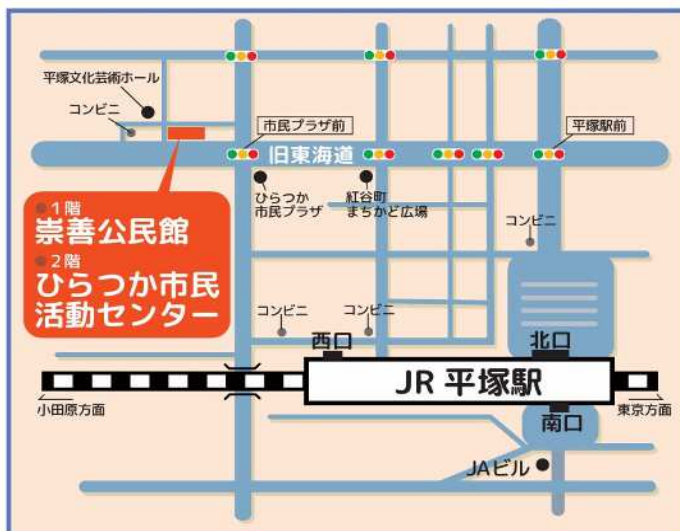 平塚文化芸術ホール
コンビニ
市民プラザ前
平塚駅前
旧東海道
ひらつか
市民プラザ
紅谷町
まちかど広場
1階
崇善公民館
2階
ひらつか市民
活動センター
コンビニ
コンビニ
コンビニ
西口
北口
JR 平塚駅
小田原方面
東京方面
南口
JAビル